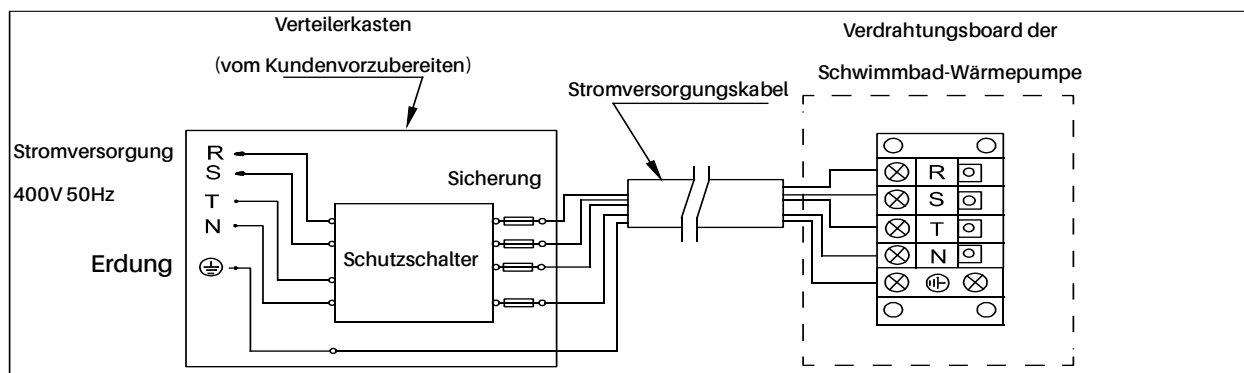 Verteilerkasten
(vom Kundenvorzubereiten)
Verdrahtungsboard der
Schwimmbad-Wärmepumpe
Stromversorgungskabel
Stromversorgung
400V 50Hz
Erdung
R
S
T
N
Sicherung
Schutzschalter
R
S
T
N